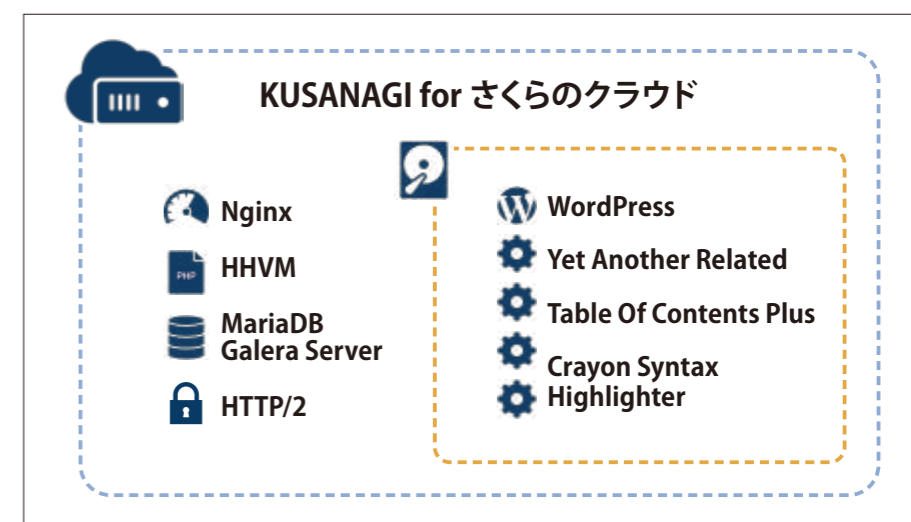 KUSANAGI for さくらのクラウド
Nginx
PHP
HHVM
MariaDB
Galera Server
HTTP/2
WordPress
Yet Another Related
Table Of Contents Plus
Crayon Syntax
Highlighter